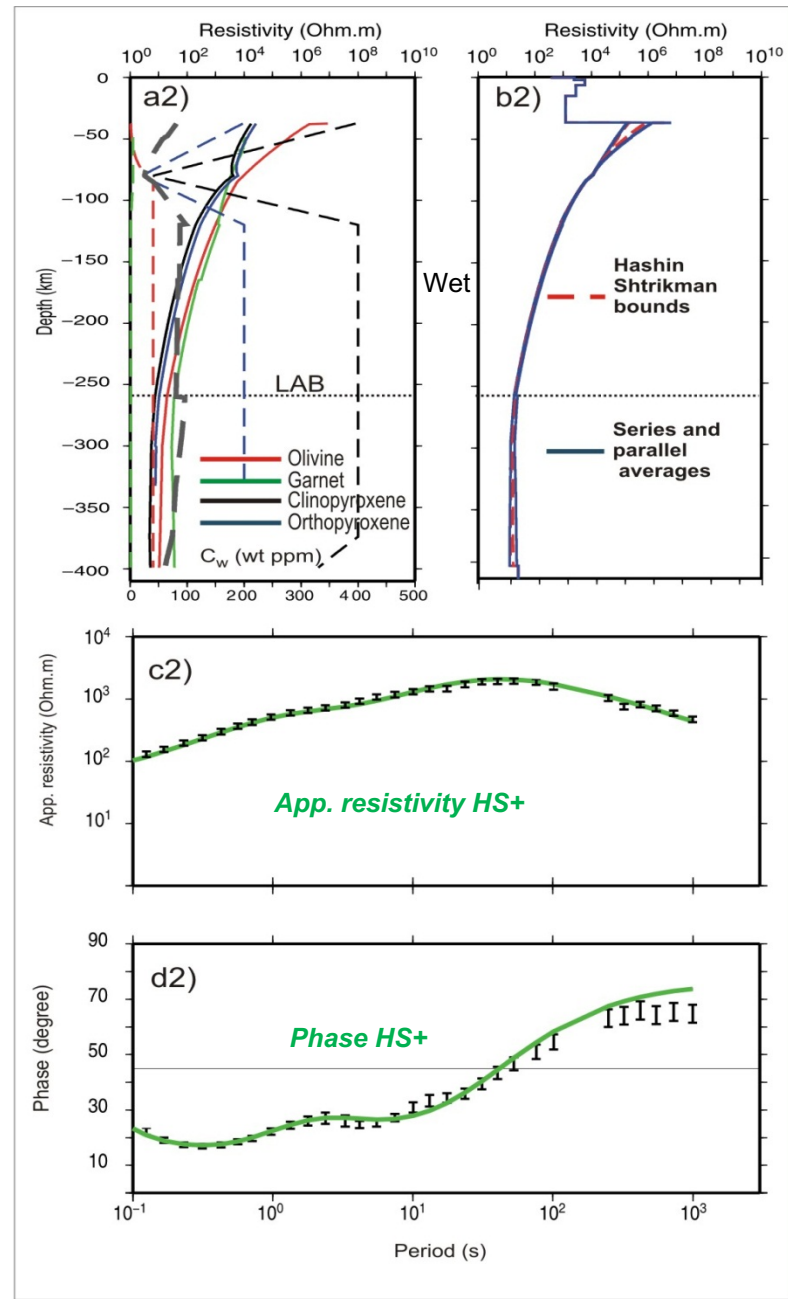 Resistivity (Ohm.m)
Resistivity (Ohm.m)
10⁰ 10² 10⁴ 10⁶ 10⁸ 10¹⁰
10⁰ 10² 10⁴ 10⁶ 10⁸ 10¹⁰
0
−50
−100
−150
−200
−250
−300
−350
−400
Depth (km)
a2)
LAB
Olivine
Garnet
Clinopyroxene
Orthopyroxene
C_w (wt ppm)
0 100 200 300 400 500
Wet
b2)
Hashin
Shtrikman
bounds
Series and
parallel
averages
10⁴
10³
10²
10¹
App. resistivity (Ohm.m)
c2)
App. resistivity HS+
90
70
50
30
10
Phase (degree)
d2)
Phase HS+
10⁻¹ 10⁰ 10¹ 10² 10³
Period (s)